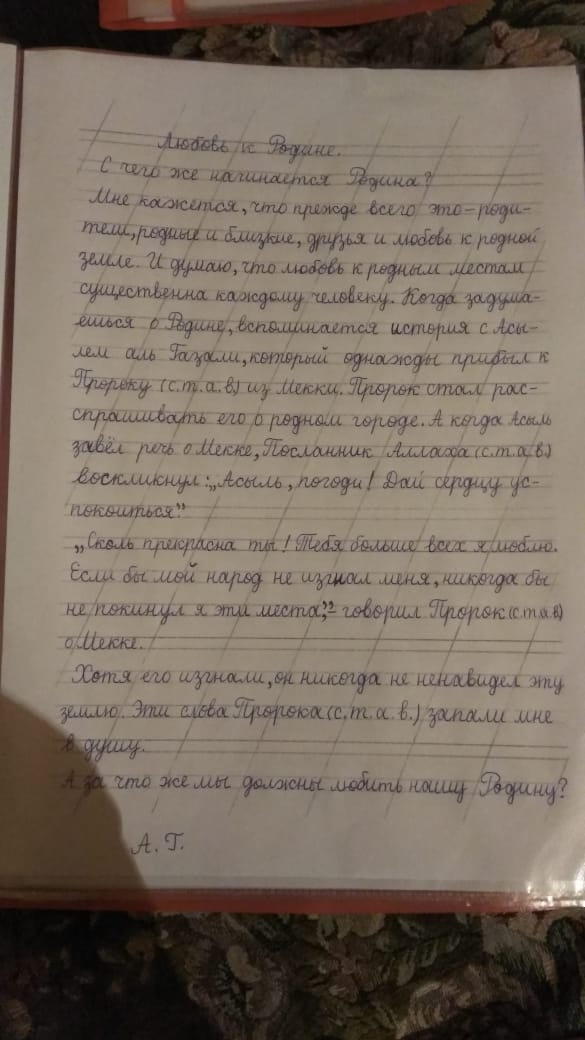 Любовь к Родине.
С чего же начинается Родина?
Мне кажется, что прежде всего это – роди-
тели, родные и близкие, друзья и любовь к родной
земле. И думаю, что любовь к родным местам
существенна каждому человеку. Когда задума-
ешься о Родине, вспоминается история с Асы-
лем аль Газали, который однажды прибыл к
Пророку (с.т.а.в) из Мекки. Пророк стал рас-
спрашивать его о родном городе. А когда Асыль
завёл речь о Мекке, Посланник Аллаха (с.т.а.в.)
воскликнул: „Асыль, погоди! Дай сердцу ус-
покоиться"
„Сколь прекрасна ты! Тебя больше всех я люблю.
Если бы мой народ не изгнал меня, никогда бы
не покинул я эти места", – говорил Пророк (с.т.а.в)
о Мекке.
Хотя его изгнали, он никогда не ненавидел эту
землю. Эти слова Пророка (с.т.а.в.) запали мне
в душу.
А за что же мы должны любить нашу Родину?
А. Г.